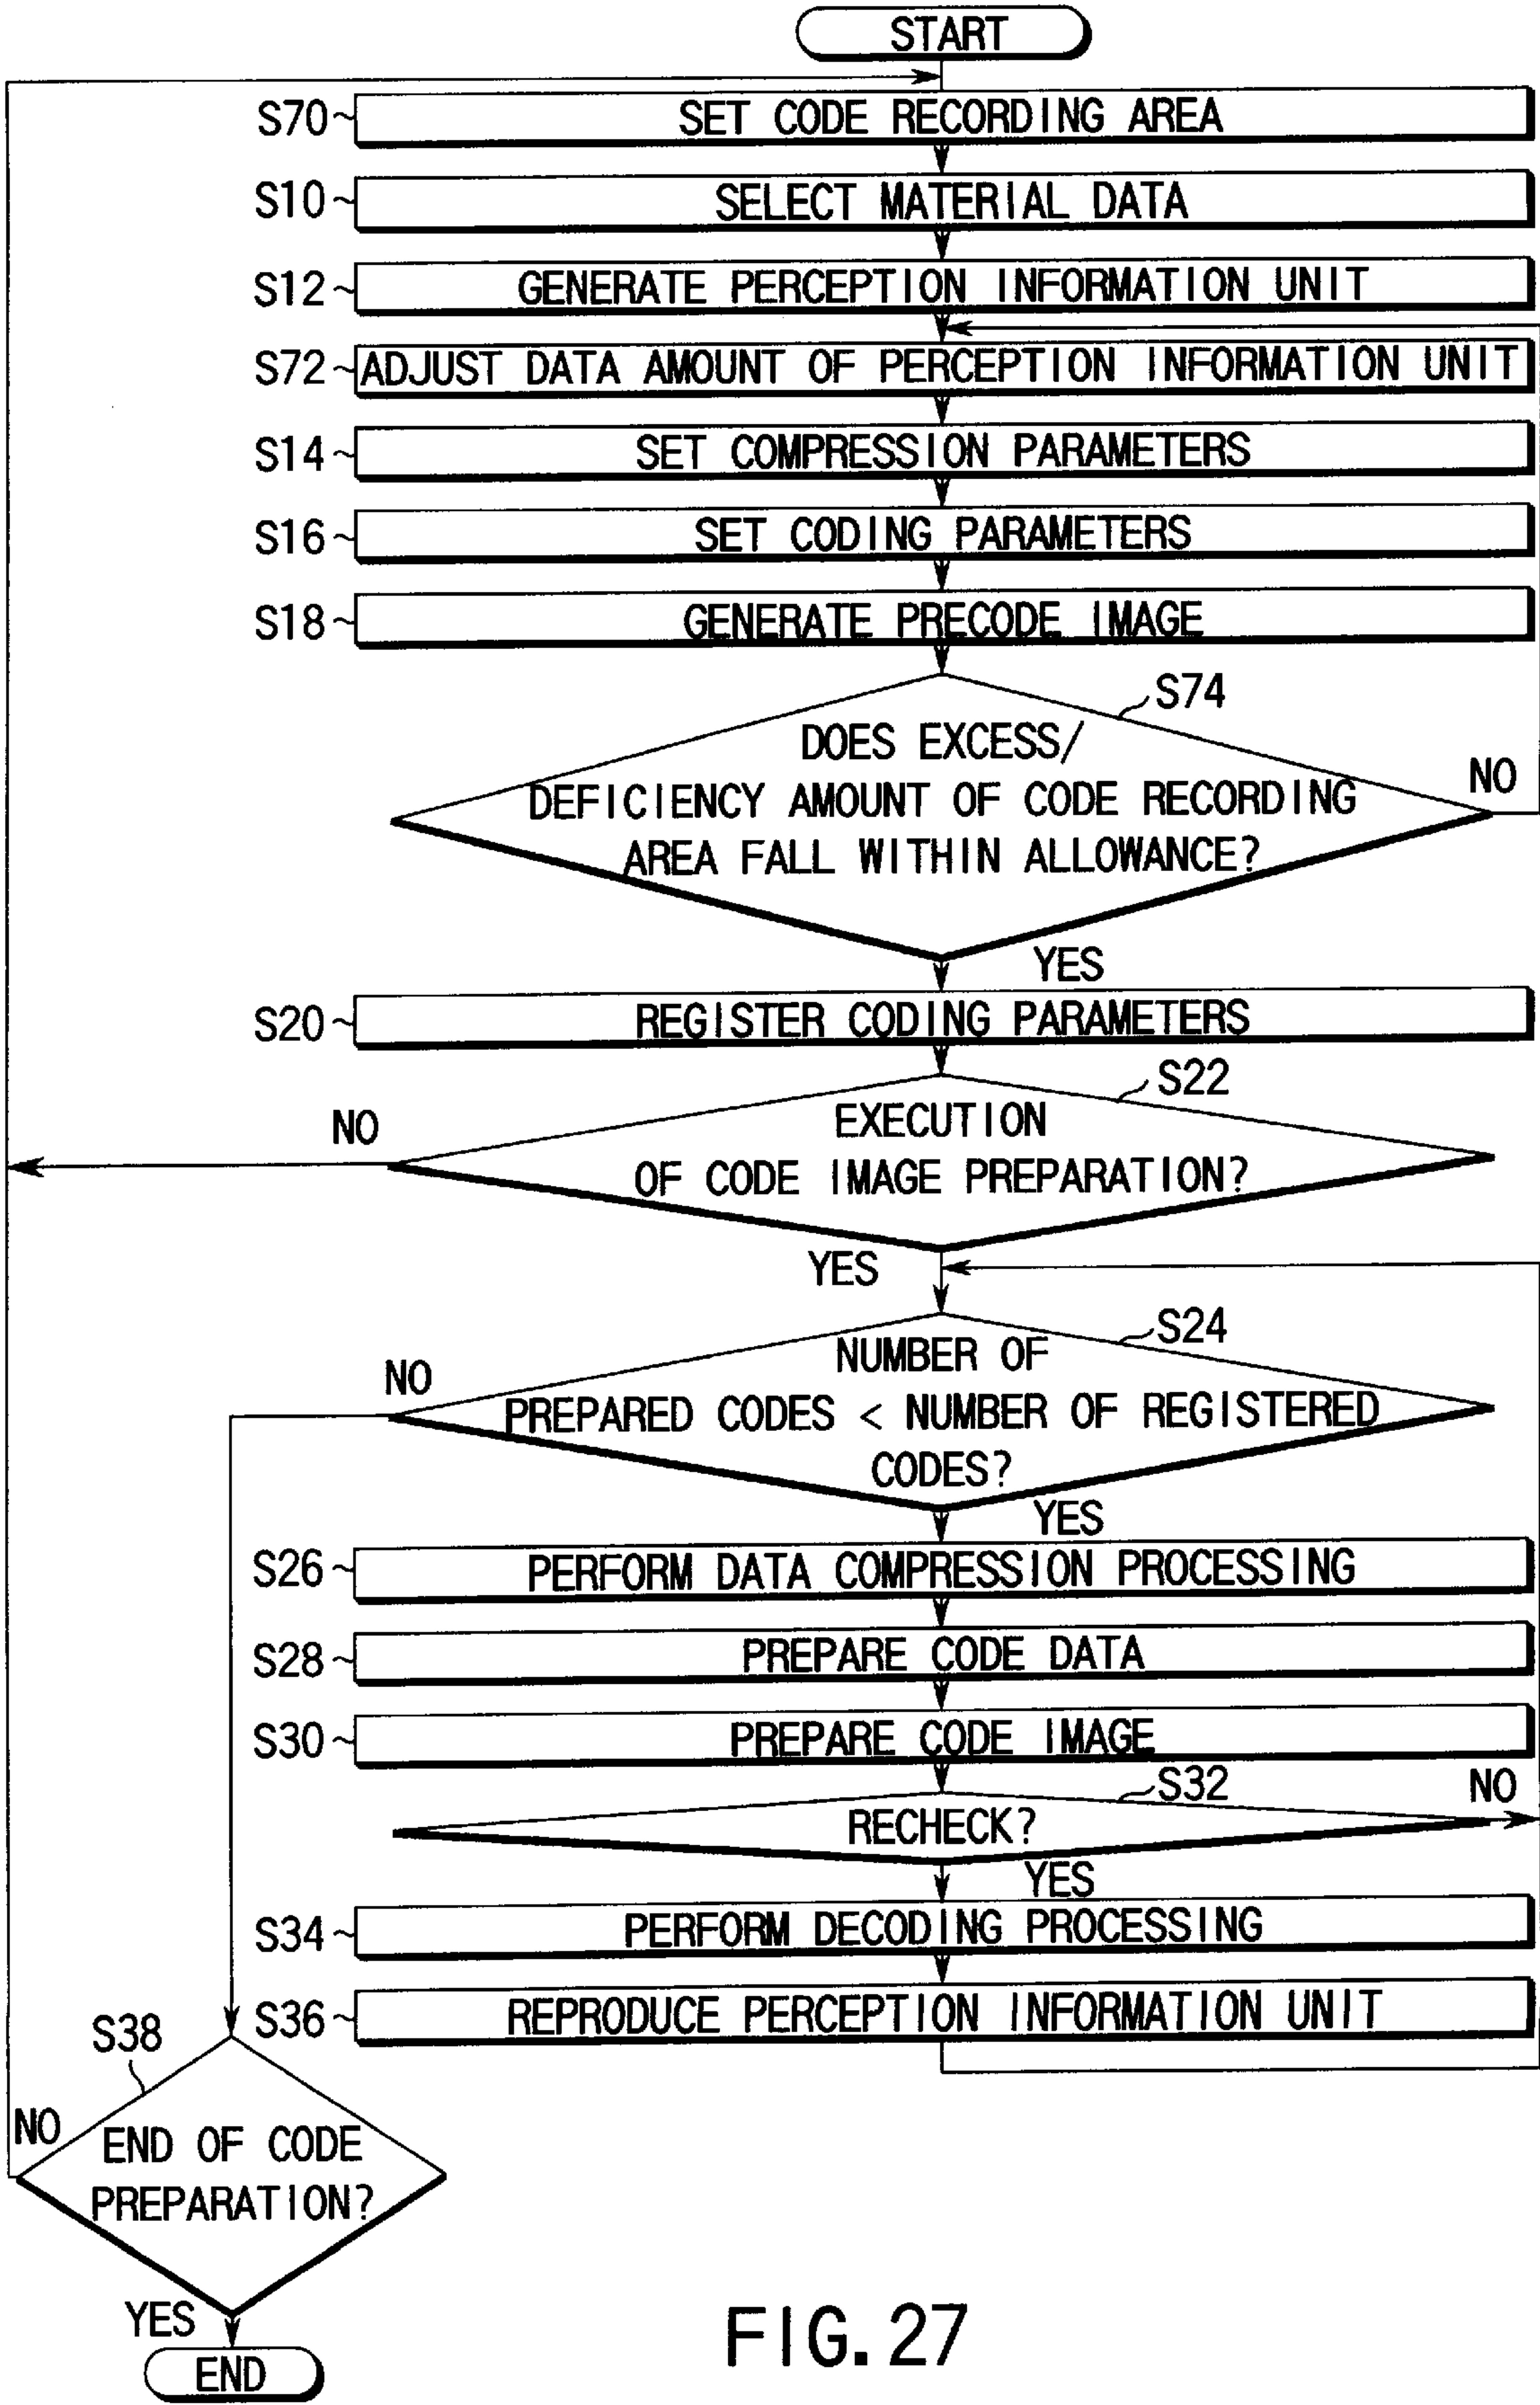 START
S70 SET CODE RECORDING AREA
S10 SELECT MATERIAL DATA
S12 GENERATE PERCEPTION INFORMATION UNIT
S72 ADJUST DATA AMOUNT OF PERCEPTION INFORMATION UNIT
S14 SET COMPRESSION PARAMETERS
S16 SET CODING PARAMETERS
S18 GENERATE PRECODE IMAGE
S74
DOES EXCESS/
DEFICIENCY AMOUNT OF CODE RECORDING
AREA FALL WITHIN ALLOWANCE?
NO
YES
S20 REGISTER CODING PARAMETERS
S22
EXECUTION
OF CODE IMAGE PREPARATION?
NO
YES
S24
NUMBER OF
PREPARED CODES < NUMBER OF REGISTERED
CODES?
NO
YES
S26 PERFORM DATA COMPRESSION PROCESSING
S28 PREPARE CODE DATA
S30 PREPARE CODE IMAGE
S32
RECHECK?
NO
YES
S34 PERFORM DECODING PROCESSING
S36 REPRODUCE PERCEPTION INFORMATION UNIT
S38
END OF CODE
PREPARATION?
NO
YES
END
FIG. 27